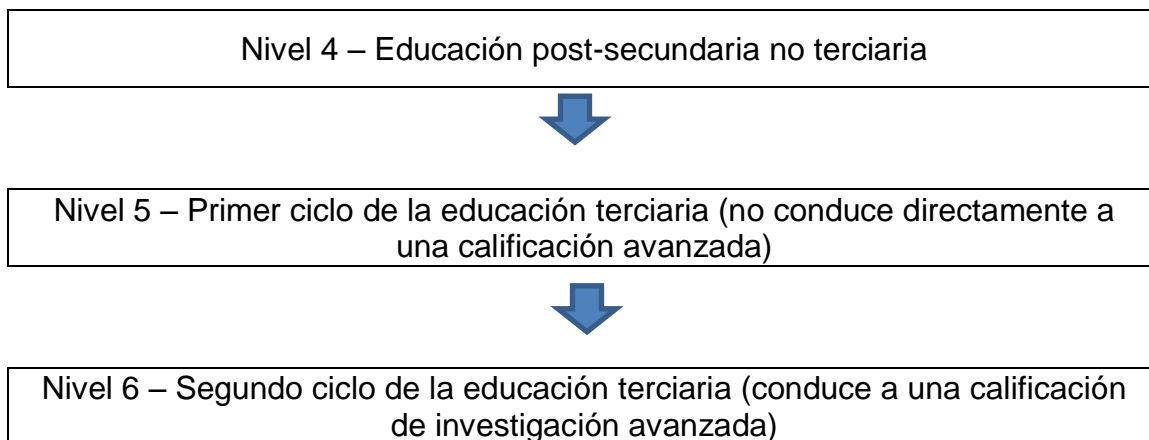 Nivel 4 – Educación post-secundaria no terciaria
Nivel 5 – Primer ciclo de la educación terciaria (no conduce directamente a
una calificación avanzada)
Nivel 6 – Segundo ciclo de la educación terciaria (conduce a una calificación
de investigación avanzada)